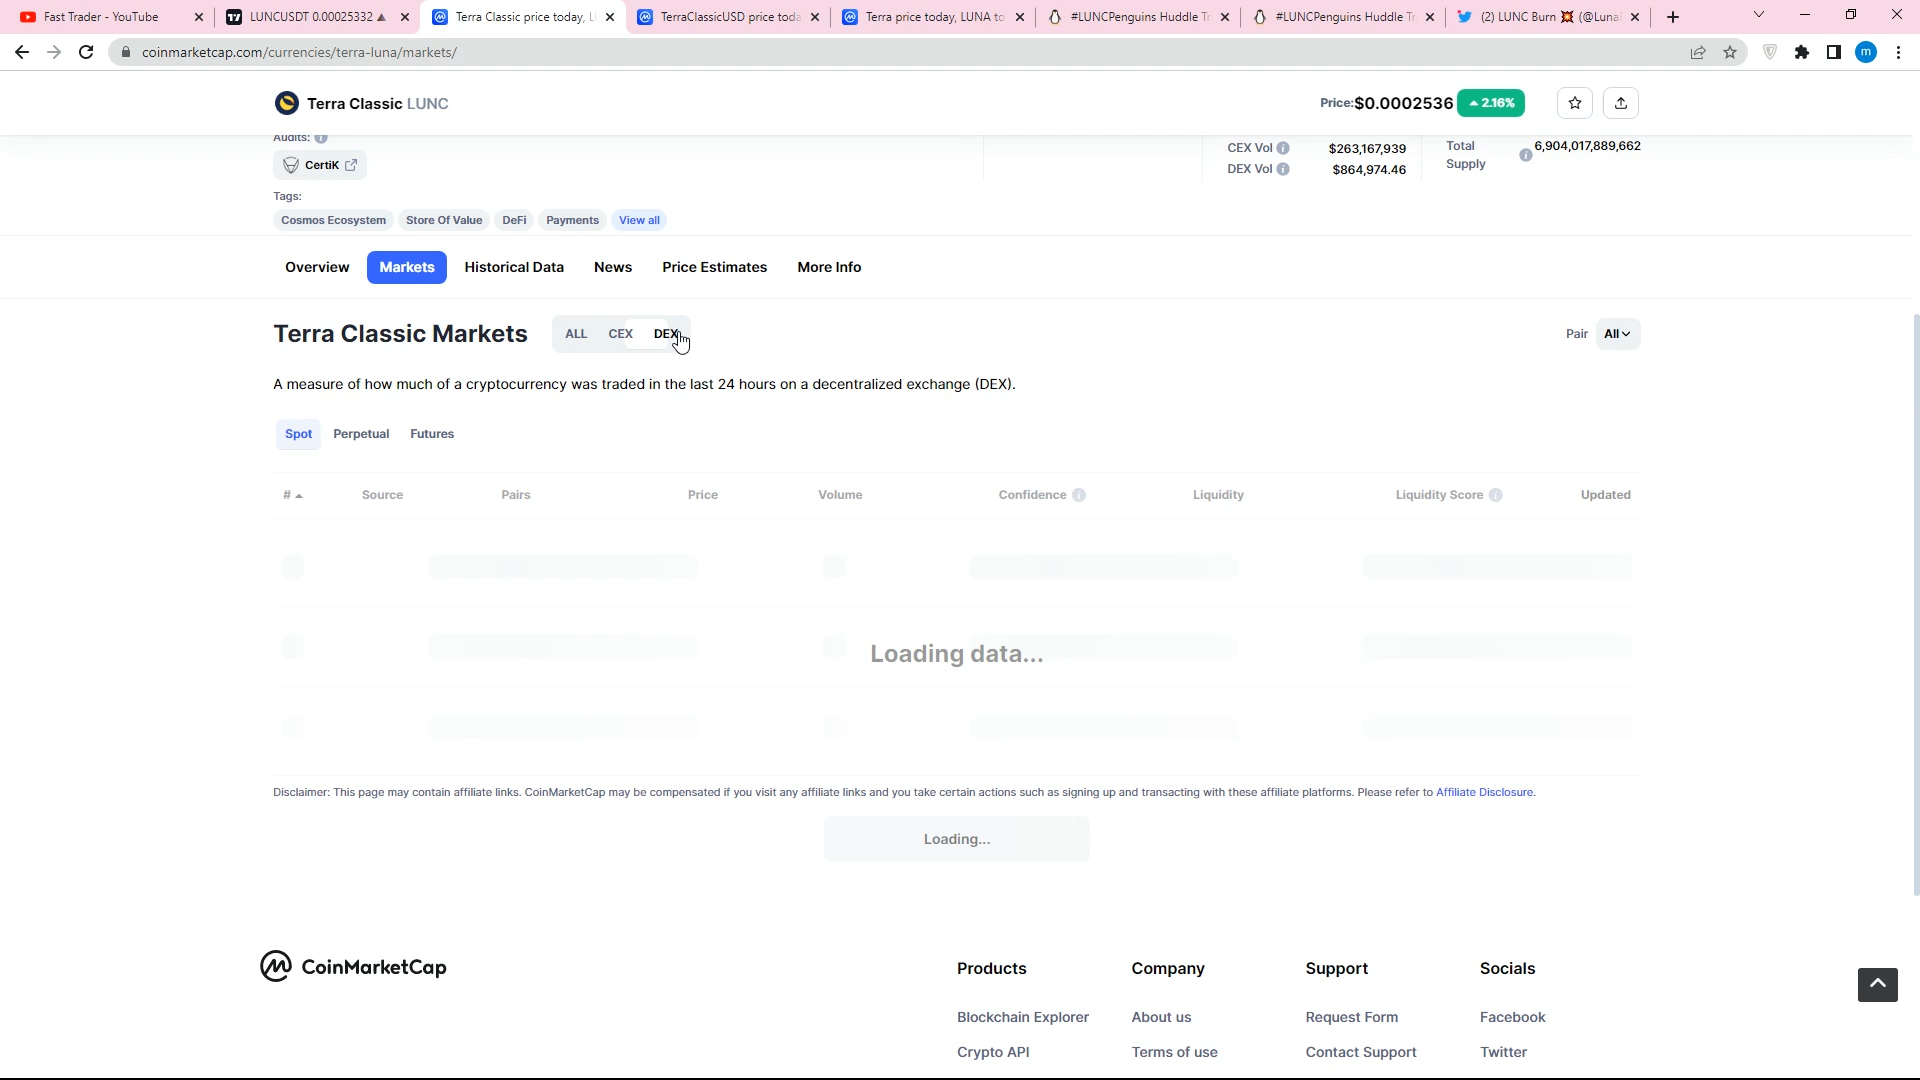 Fast Trader - YouTube
LUNCUSDT 0.00025332 ▲
Terra Classic price today, L
TerraClassicUSD price toda
Terra price today, LUNA to
#LUNCPenguins Huddle Tr
#LUNCPenguins Huddle Tr
(2) LUNC Burn 💥 (@Luna
coinmarketcap.com/currencies/terra-luna/markets/
m
Terra Classic LUNC
Price:$0.0002536 2.16%
Audits:
CertiK
CEX Vol $263,167,939
DEX Vol $864,974.46
Total Supply 6,904,017,889,662
Tags:
Cosmos Ecosystem Store Of Value DeFi Payments View all
Overview Markets Historical Data News Price Estimates More Info
Terra Classic Markets ALL CEX DEX Pair All
A measure of how much of a cryptocurrency was traded in the last 24 hours on a decentralized exchange (DEX).
Spot Perpetual Futures
# Source Pairs Price Volume Confidence Liquidity Liquidity Score Updated
Loading data...
Disclaimer: This page may contain affiliate links. CoinMarketCap may be compensated if you visit any affiliate links and you take certain actions such as signing up and transacting with these affiliate platforms. Please refer to Affiliate Disclosure.
Loading...
CoinMarketCap
Products Company Support Socials
Blockchain Explorer About us Request Form Facebook
Crypto API Terms of use Contact Support Twitter